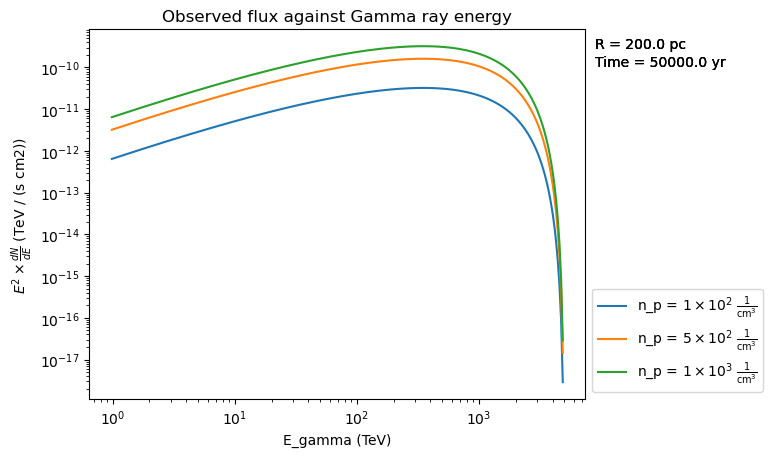 Observed flux against Gamma ray energy
R = 200.0 pc
Time = 50000.0 yr
10⁻¹⁰
10⁻¹¹
10⁻¹²
10⁻¹³
10⁻¹⁴
10⁻¹⁵
10⁻¹⁶
10⁻¹⁷
E² × dN/dE (TeV / (s cm2))
n_p = 1 × 10² 1/cm³
n_p = 5 × 10² 1/cm³
n_p = 1 × 10³ 1/cm³
10⁰ 10¹ 10² 10³
E_gamma (TeV)